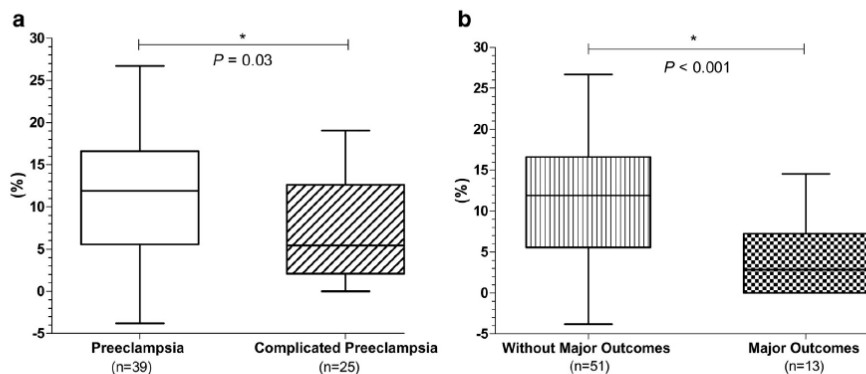 a
*
P = 0.03
30
25
20
15
10
5
0
-5
(%)
Preeclampsia
(n=39)
Complicated Preeclampsia
(n=25)
b
*
P < 0.001
30
25
20
15
10
5
0
-5
(%)
Without Major Outcomes
(n=51)
Major Outcomes
(n=13)